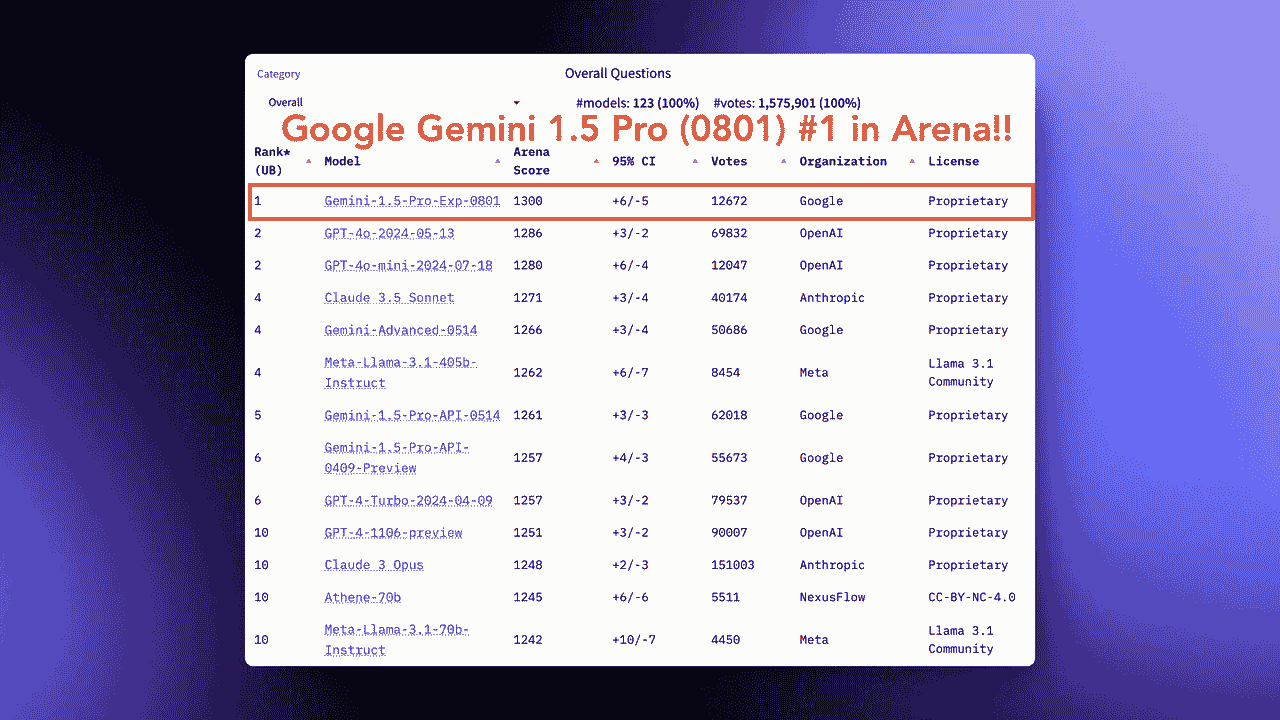 Category
Overall Questions
Overall
#models: 123 (100%) #votes: 1,575,901 (100%)
Google Gemini 1.5 Pro (0801) #1 in Arena!!
Rank* (UB) Model Arena Score 95% CI Votes Organization License
1 Gemini-1.5-Pro-Exp-0801 1300 +6/-5 12672 Google Proprietary
2 GPT-4o-2024-05-13 1286 +3/-2 69832 OpenAI Proprietary
2 GPT-4o-mini-2024-07-18 1280 +6/-4 12047 OpenAI Proprietary
4 Claude 3.5 Sonnet 1271 +3/-4 40174 Anthropic Proprietary
4 Gemini-Advanced-0514 1266 +3/-4 50686 Google Proprietary
4 Meta-Llama-3.1-405b-Instruct 1262 +6/-7 8454 Meta Llama 3.1 Community
5 Gemini-1.5-Pro-API-0514 1261 +3/-3 62018 Google Proprietary
6 Gemini-1.5-Pro-API-0409-Preview 1257 +4/-3 55673 Google Proprietary
6 GPT-4-Turbo-2024-04-09 1257 +3/-2 79537 OpenAI Proprietary
10 GPT-4-1106-preview 1251 +3/-2 90007 OpenAI Proprietary
10 Claude 3 Opus 1248 +2/-3 151003 Anthropic Proprietary
10 Athene-70b 1245 +6/-6 5511 NexusFlow CC-BY-NC-4.0
10 Meta-Llama-3.1-70b-Instruct 1242 +10/-7 4450 Meta Llama 3.1 Community